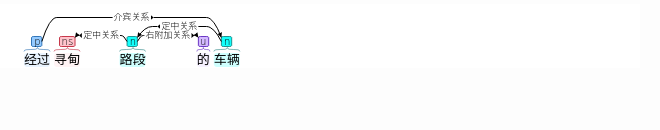 介宾关系
定中关系
定中关系 右附加关系
p ns n u n
经过 寻甸 路段 的 车辆